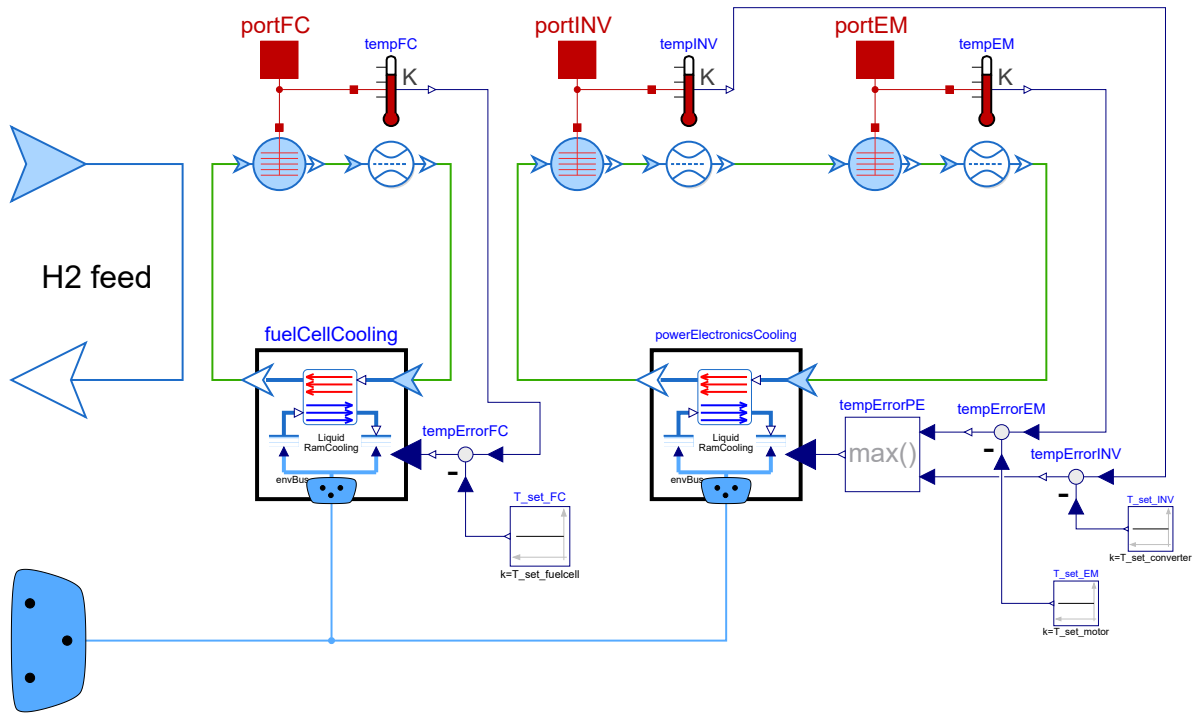 portFC
portINV
portEM
tempFC
tempINV
tempEM
K
K
K
H2 feed
fuelCellCooling
powerElectronicsCooling
Liquid
RamCooling
envBus
Liquid
RamCooling
envBus
tempErrorFC
-
T_set_FC
k=T_set_fuelcell
tempErrorPE
max()
tempErrorEM
-
tempErrorINV
-
T_set_INV
k=T_set_converter
T_set_EM
k=T_set_motor